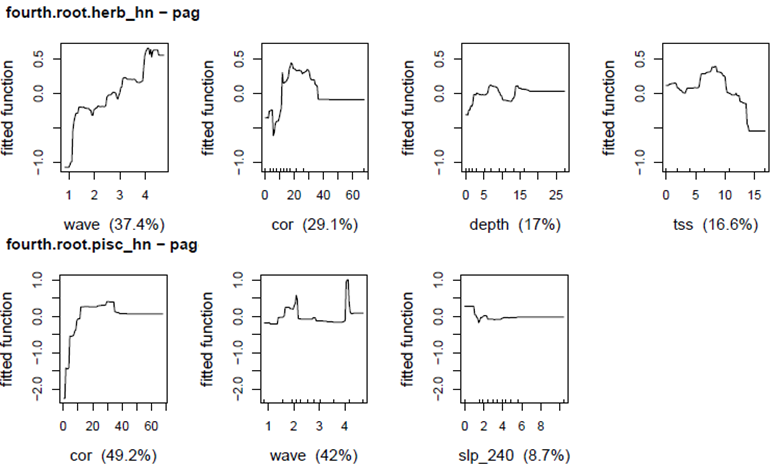 fourth.root.herb_hn − pag
fitted function
−1.0 0.0 0.5
1 2 3 4
wave (37.4%)
fitted function
−1.0 0.0 0.5
0 20 40 60
cor (29.1%)
fitted function
−1.0 0.0 0.5
0 5 15 25
depth (17%)
fitted function
−1.0 0.0 0.5
0 5 10 15
tss (16.6%)
fourth.root.pisc_hn − pag
fitted function
−2.0 −1.0 0.0 1.0
0 20 40 60
cor (49.2%)
fitted function
−2.0 −1.0 0.0 1.0
1 2 3 4
wave (42%)
fitted function
−2.0 −1.0 0.0 1.0
0 2 4 6 8
slp_240 (8.7%)